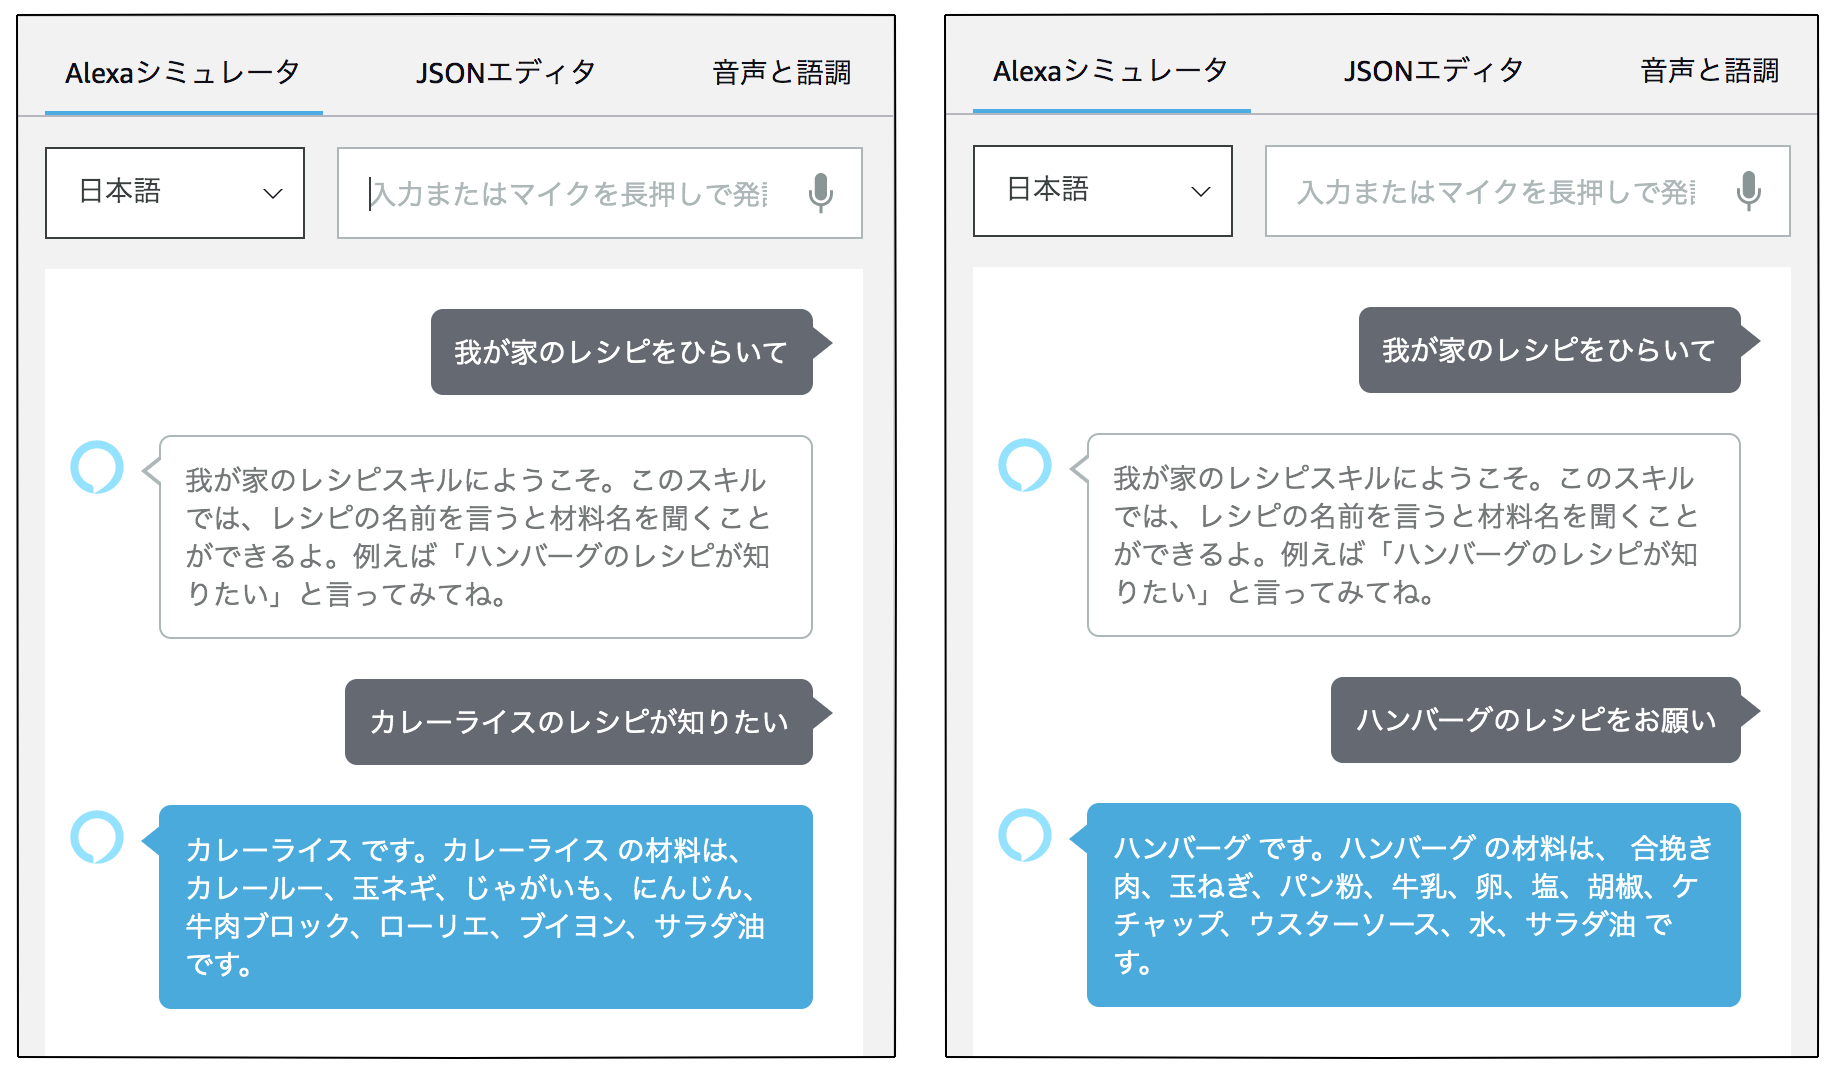 Alexaシミュレータ
JSONエディタ
音声と語調
日本語
入力またはマイクを長押しで発
我が家のレシピをひらいて
我が家のレシピスキルにようこそ。このスキル
では、レシピの名前を言うと材料名を聞くこと
ができるよ。例えば「ハンバーグのレシピが知
りたい」と言ってみてね。
カレーライスのレシピが知りたい
カレーライス です。カレーライス の材料は、
カレールー、玉ネギ、じゃがいも、にんじん、
牛肉ブロック、ローリエ、ブイヨン、サラダ油
です。
Alexaシミュレータ
JSONエディタ
音声と語調
日本語
入力またはマイクを長押しで発
我が家のレシピをひらいて
我が家のレシピスキルにようこそ。このスキル
では、レシピの名前を言うと材料名を聞くこと
ができるよ。例えば「ハンバーグのレシピが知
りたい」と言ってみてね。
ハンバーグのレシピをお願い
ハンバーグ です。ハンバーグ の材料は、 合挽き
肉、玉ねぎ、パン粉、牛乳、卵、塩、胡椒、ケ
チャップ、ウスターソース、水、サラダ油 で
す。